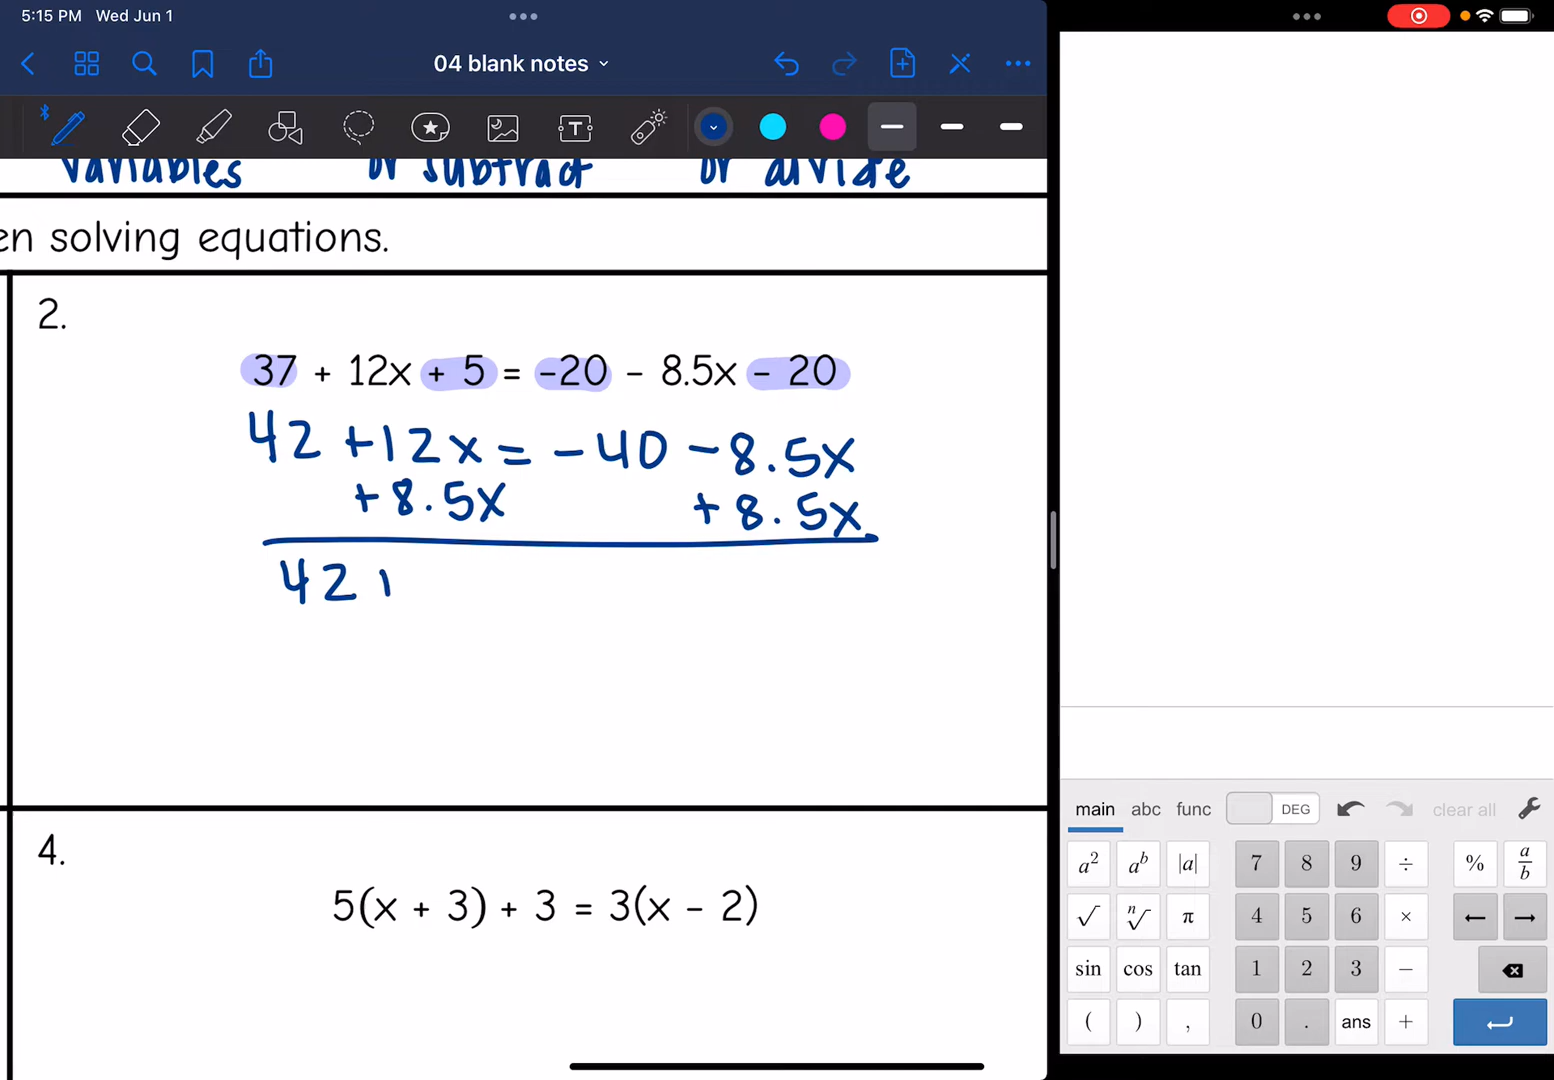 5:15 PM Wed Jun 1
04 blank notes
T
variables or subtract or divide
en solving equations.
2.
37 + 12x + 5 = -20 - 8.5x - 20
42 +12x = -40 -8.5x
+8.5x +8.5x
42
4.
5(x + 3) + 3 = 3(x - 2)
main abc func DEG clear all
a² aᵇ |a| 7 8 9 ÷ % a/b
√ ⁿ√ π 4 5 6 × ← →
sin cos tan 1 2 3 −
( ) , 0 . ans +